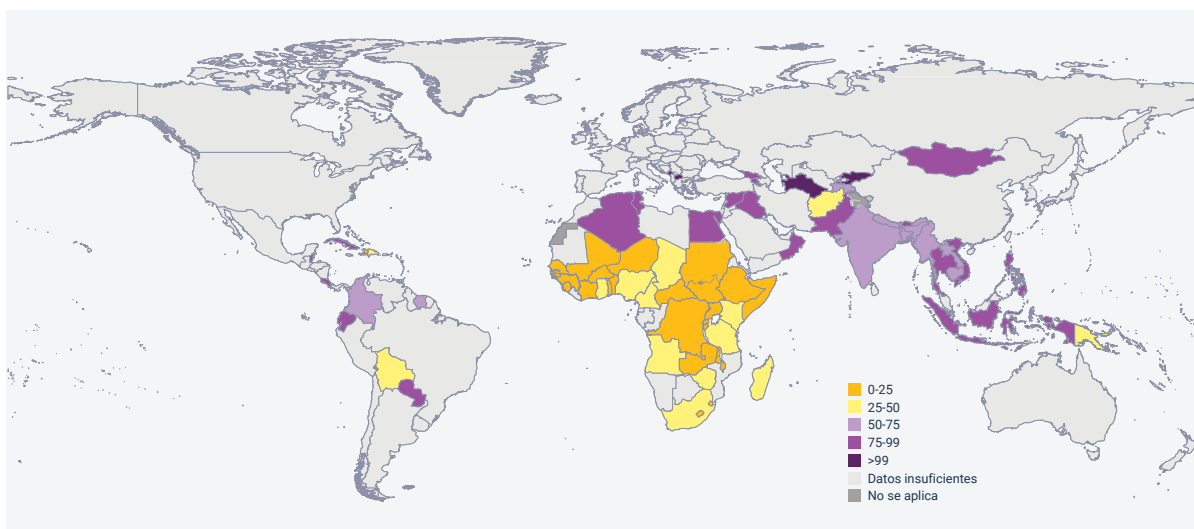 0-25
25-50
50-75
75-99
>99
Datos insuficientes
No se aplica